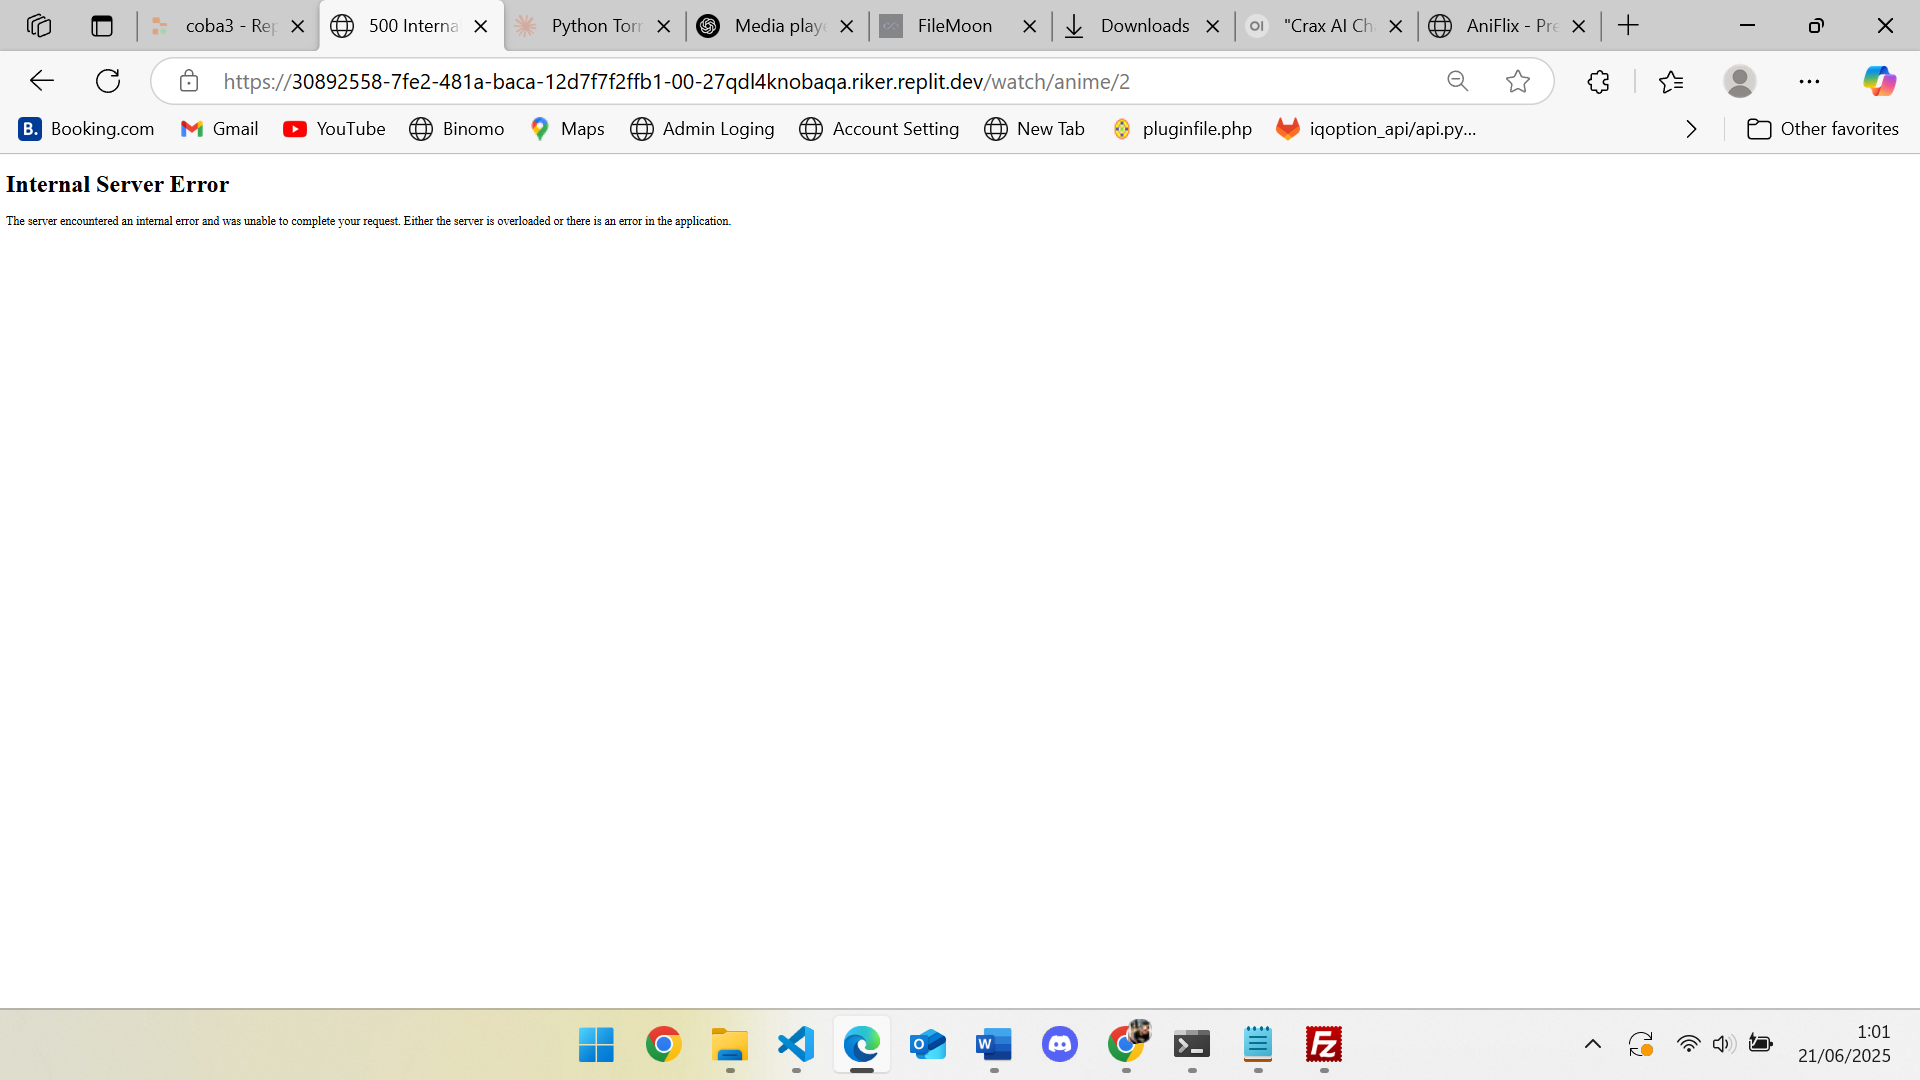 coba3 - Rep
500 Interna
Python Torr
Media play
FileMoon
Downloads
"Crax AI Ch
AniFlix - Pre
https://30892558-7fe2-481a-baca-12d7f7f2ffb1-00-27qdl4knobaqa.riker.replit.dev/watch/anime/2
B. Booking.com
Gmail
YouTube
Binomo
Maps
Admin Loging
Account Setting
New Tab
pluginfile.php
iqoption_api/api.py...
Other favorites
Internal Server Error
The server encountered an internal error and was unable to complete your request. Either the server is overloaded or there is an error in the application.
1:01
21/06/2025